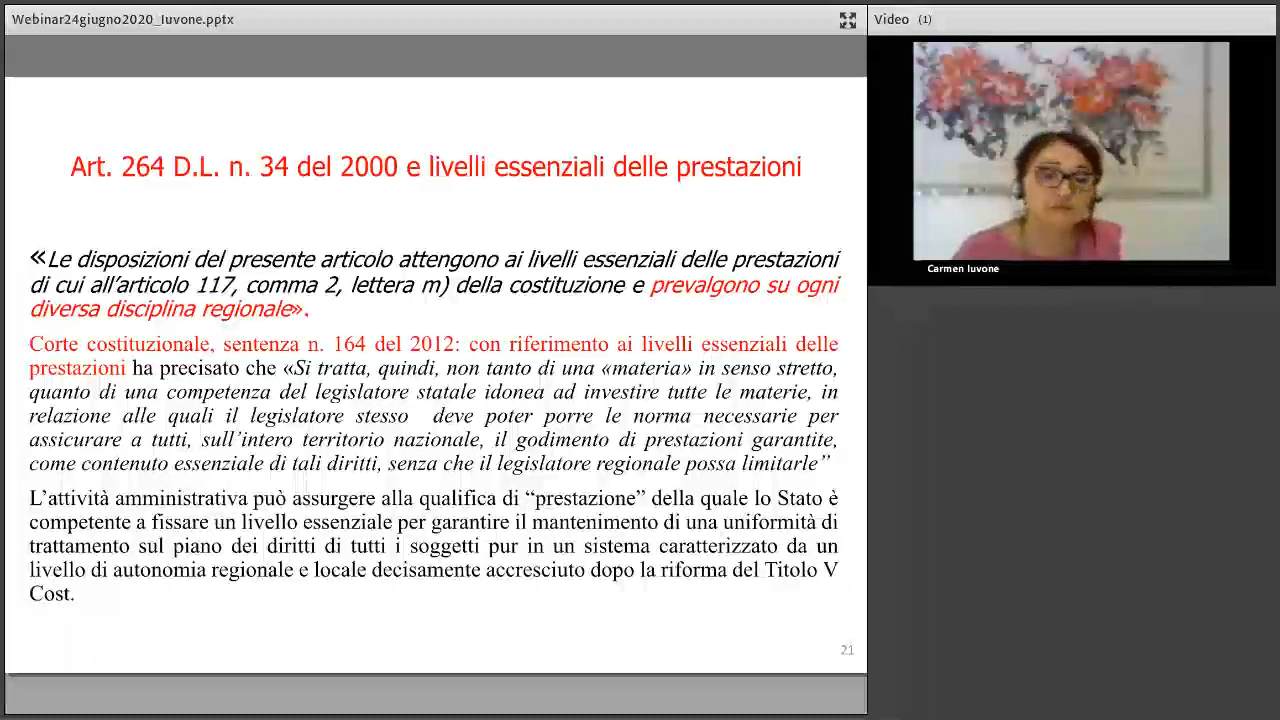 Webinar24giugno2020_Iuvone.pptx
Video (1)
Carmen Iuvone
Art. 264 D.L. n. 34 del 2000 e livelli essenziali delle prestazioni
«Le disposizioni del presente articolo attengono ai livelli essenziali delle prestazioni
di cui all'articolo 117, comma 2, lettera m) della costituzione e prevalgono su ogni
diversa disciplina regionale».
Corte costituzionale, sentenza n. 164 del 2012: con riferimento ai livelli essenziali delle
prestazioni ha precisato che «Si tratta, quindi, non tanto di una «materia» in senso stretto,
quanto di una competenza del legislatore statale idonea ad investire tutte le materie, in
relazione alle quali il legislatore stesso deve poter porre le norma necessarie per
assicurare a tutti, sull'intero territorio nazionale, il godimento di prestazioni garantite,
come contenuto essenziale di tali diritti, senza che il legislatore regionale possa limitarle”
L'attività amministrativa può assurgere alla qualifica di “prestazione” della quale lo Stato è
competente a fissare un livello essenziale per garantire il mantenimento di una uniformità di
trattamento sul piano dei diritti di tutti i soggetti pur in un sistema caratterizzato da un
livello di autonomia regionale e locale decisamente accresciuto dopo la riforma del Titolo V
Cost.
21